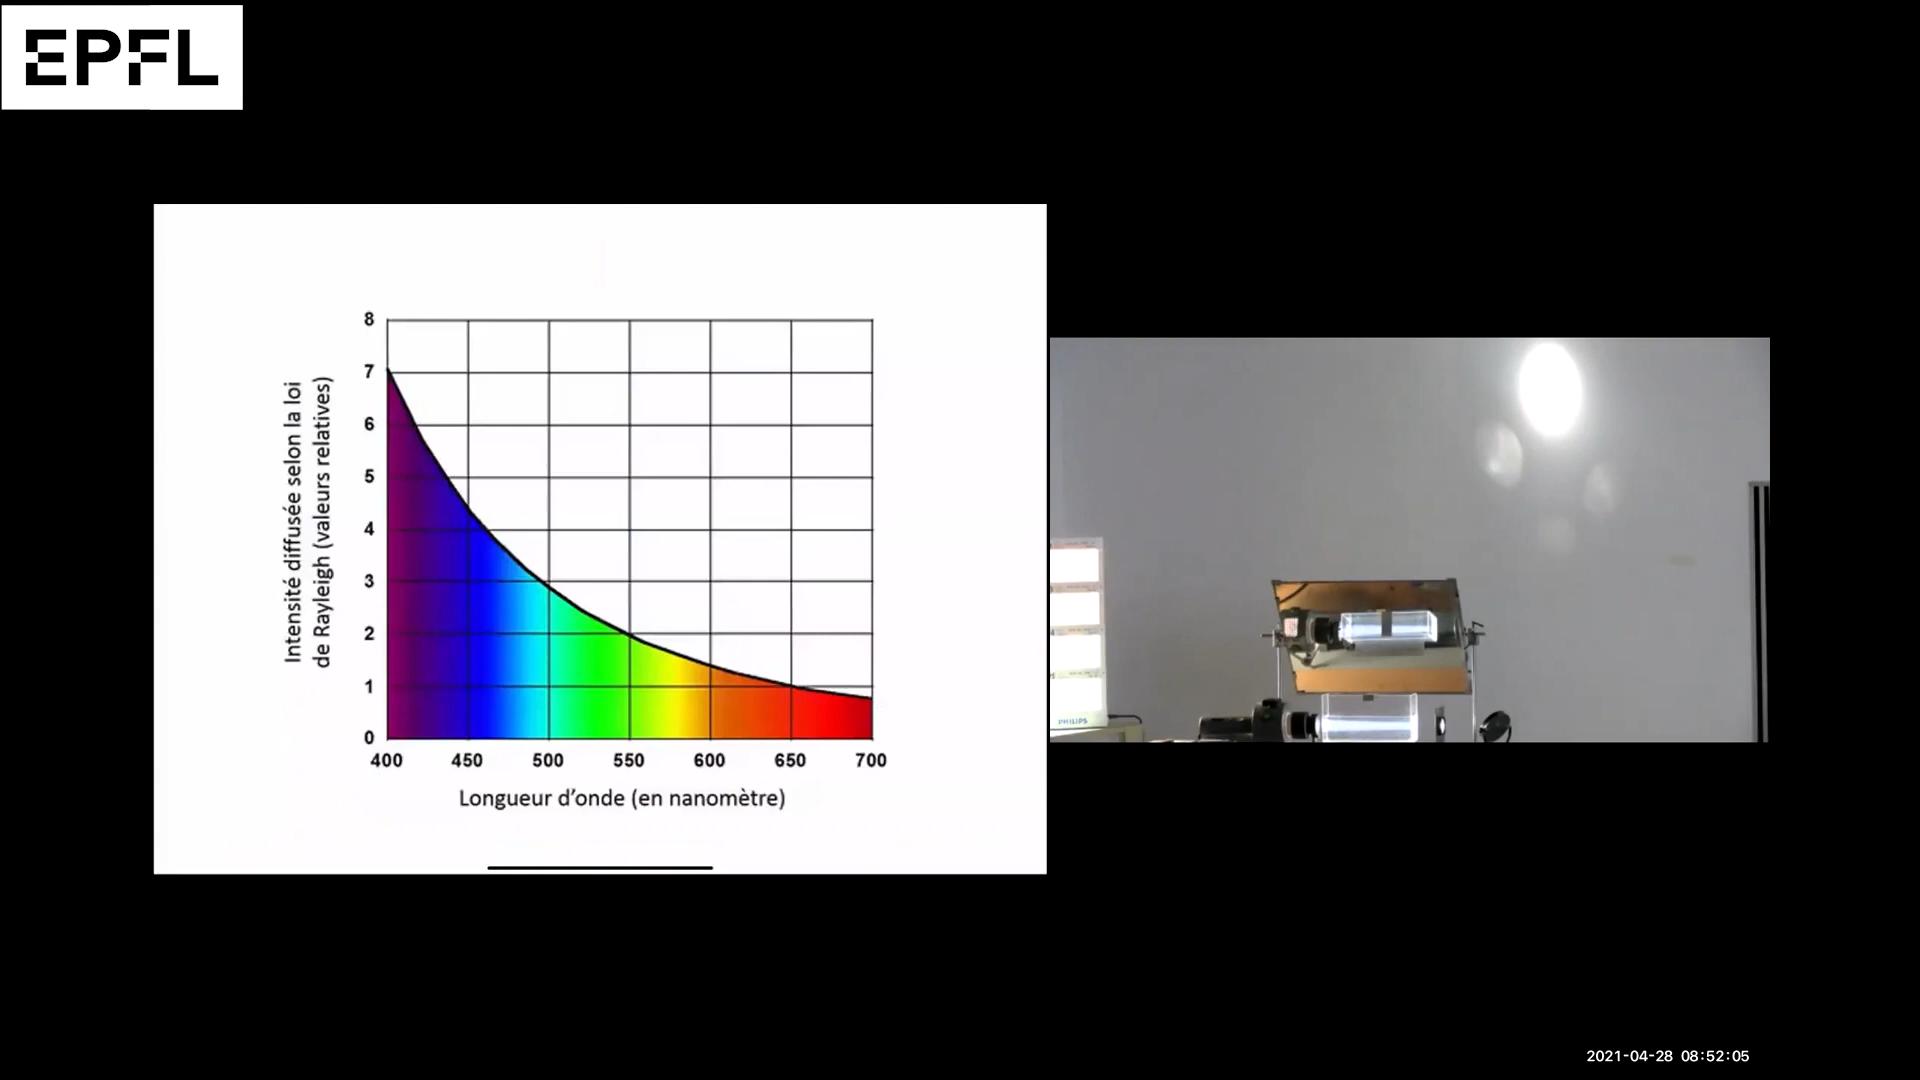 EPFL
Intensité diffusée selon la loi
de Rayleigh (valeurs relatives)
8
7
6
5
4
3
2
1
0
400 450 500 550 600 650 700
Longueur d’onde (en nanomètre)
PHILIPS
2021-04-28 08:52:05